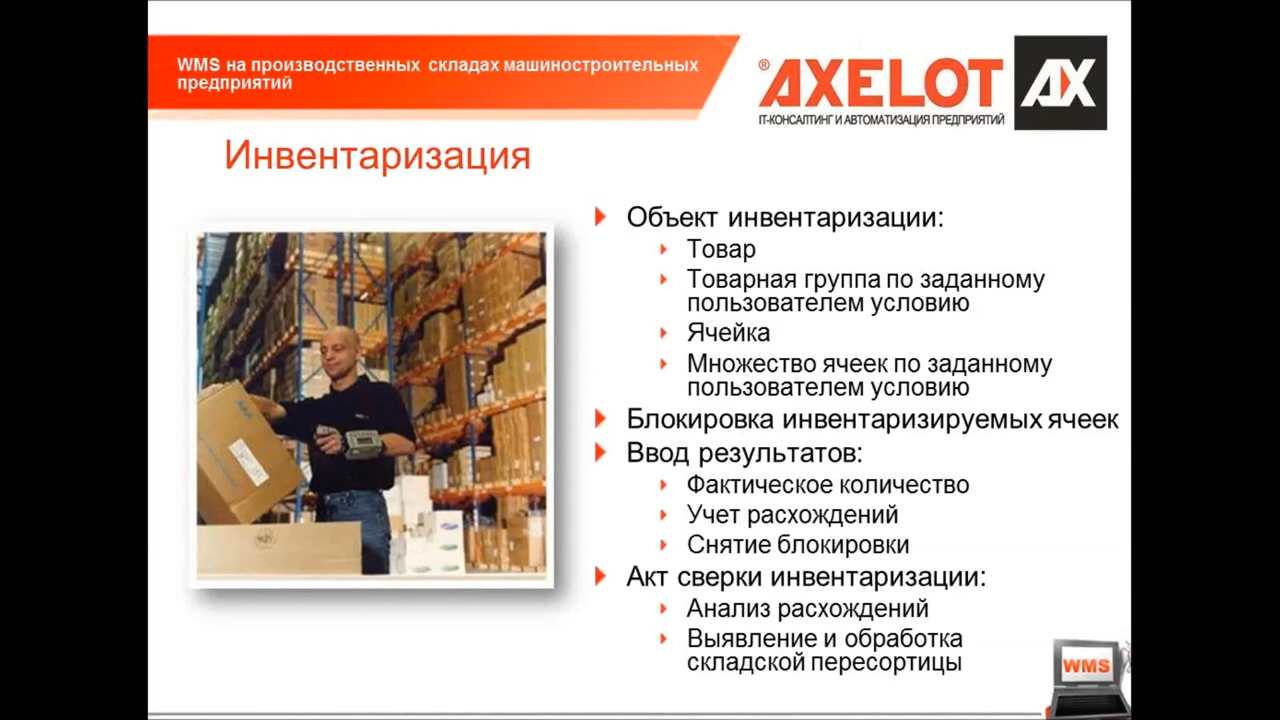 WMS на производственных складах машиностроительных
предприятий
® AXELOT AX
IT-КОНСАЛТИНГ И АВТОМАТИЗАЦИЯ ПРЕДПРИЯТИЙ
Инвентаризация
Объект инвентаризации:
Товар
Товарная группа по заданному
пользователем условию
Ячейка
Множество ячеек по заданному
пользователем условию
Блокировка инвентаризируемых ячеек
Ввод результатов:
Фактическое количество
Учет расхождений
Снятие блокировки
Акт сверки инвентаризации:
Анализ расхождений
Выявление и обработка
складской пересортицы
WMS